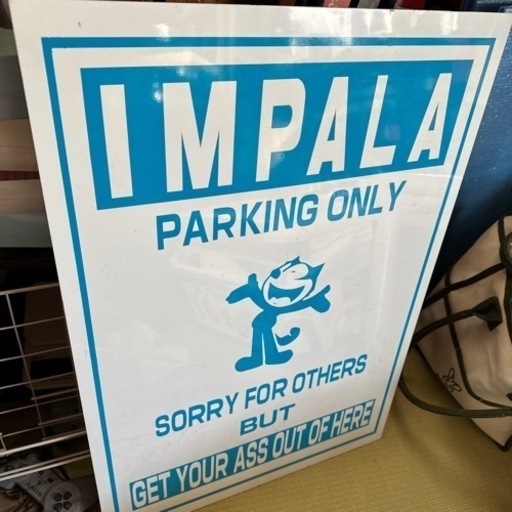 IMPALA
PARKING ONLY
SORRY FOR OTHERS
BUT
GET YOUR ASS OUT OF HERE